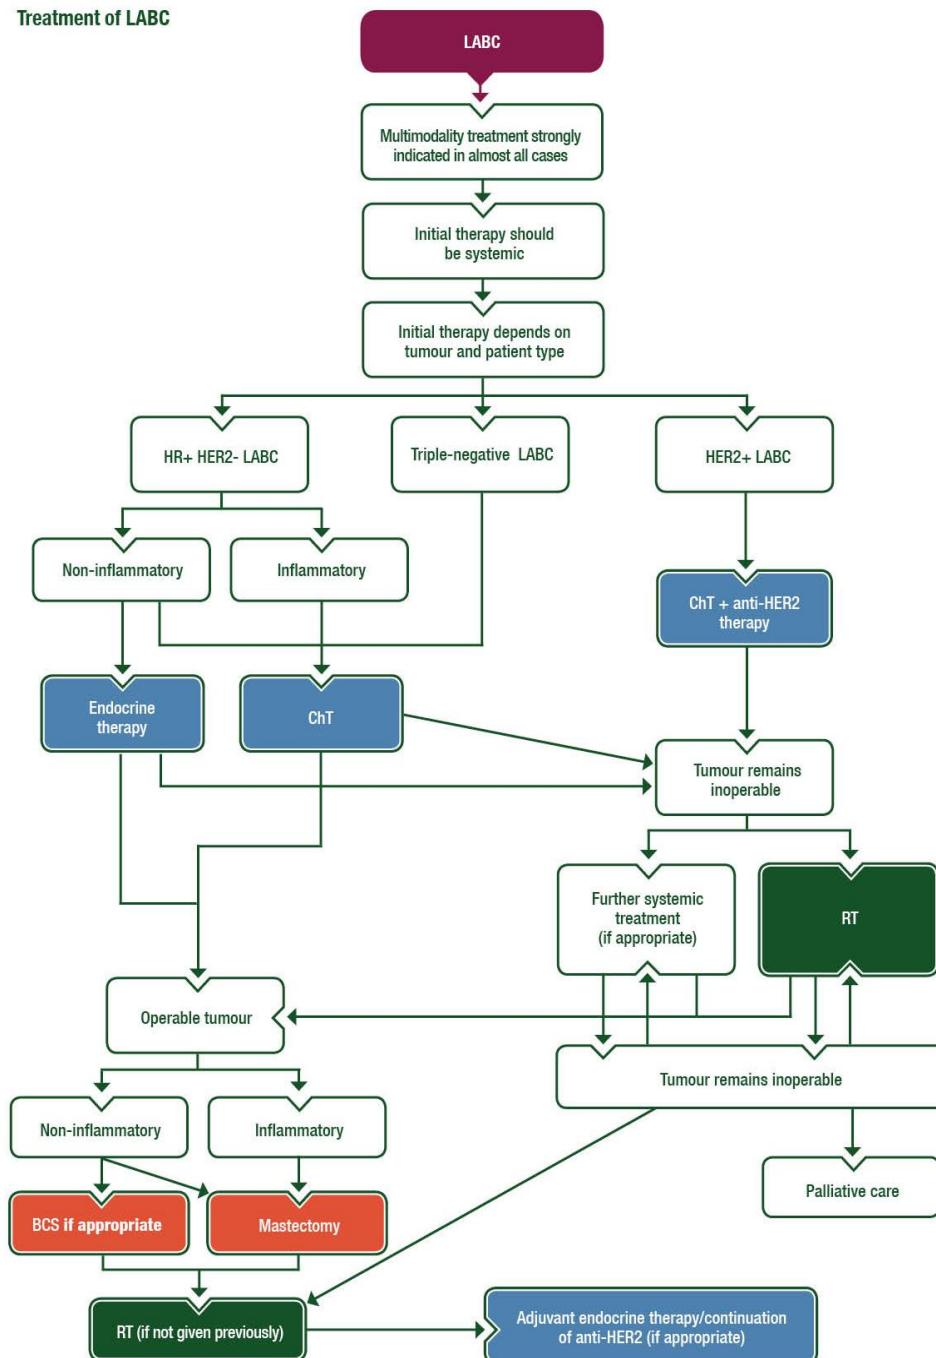 Treatment of LABC
LABC
Multimodality treatment strongly
indicated in almost all cases
Initial therapy should
be systemic
Initial therapy depends on
tumour and patient type
HR+ HER2- LABC
Triple-negative LABC
HER2+ LABC
Non-inflammatory
Inflammatory
ChT + anti-HER2
therapy
Endocrine
therapy
ChT
Tumour remains
inoperable
Further systemic
treatment
(if appropriate)
RT
Operable tumour
Tumour remains inoperable
Non-inflammatory
Inflammatory
Palliative care
BCS if appropriate
Mastectomy
RT (if not given previously)
Adjuvant endocrine therapy/continuation
of anti-HER2 (if appropriate)